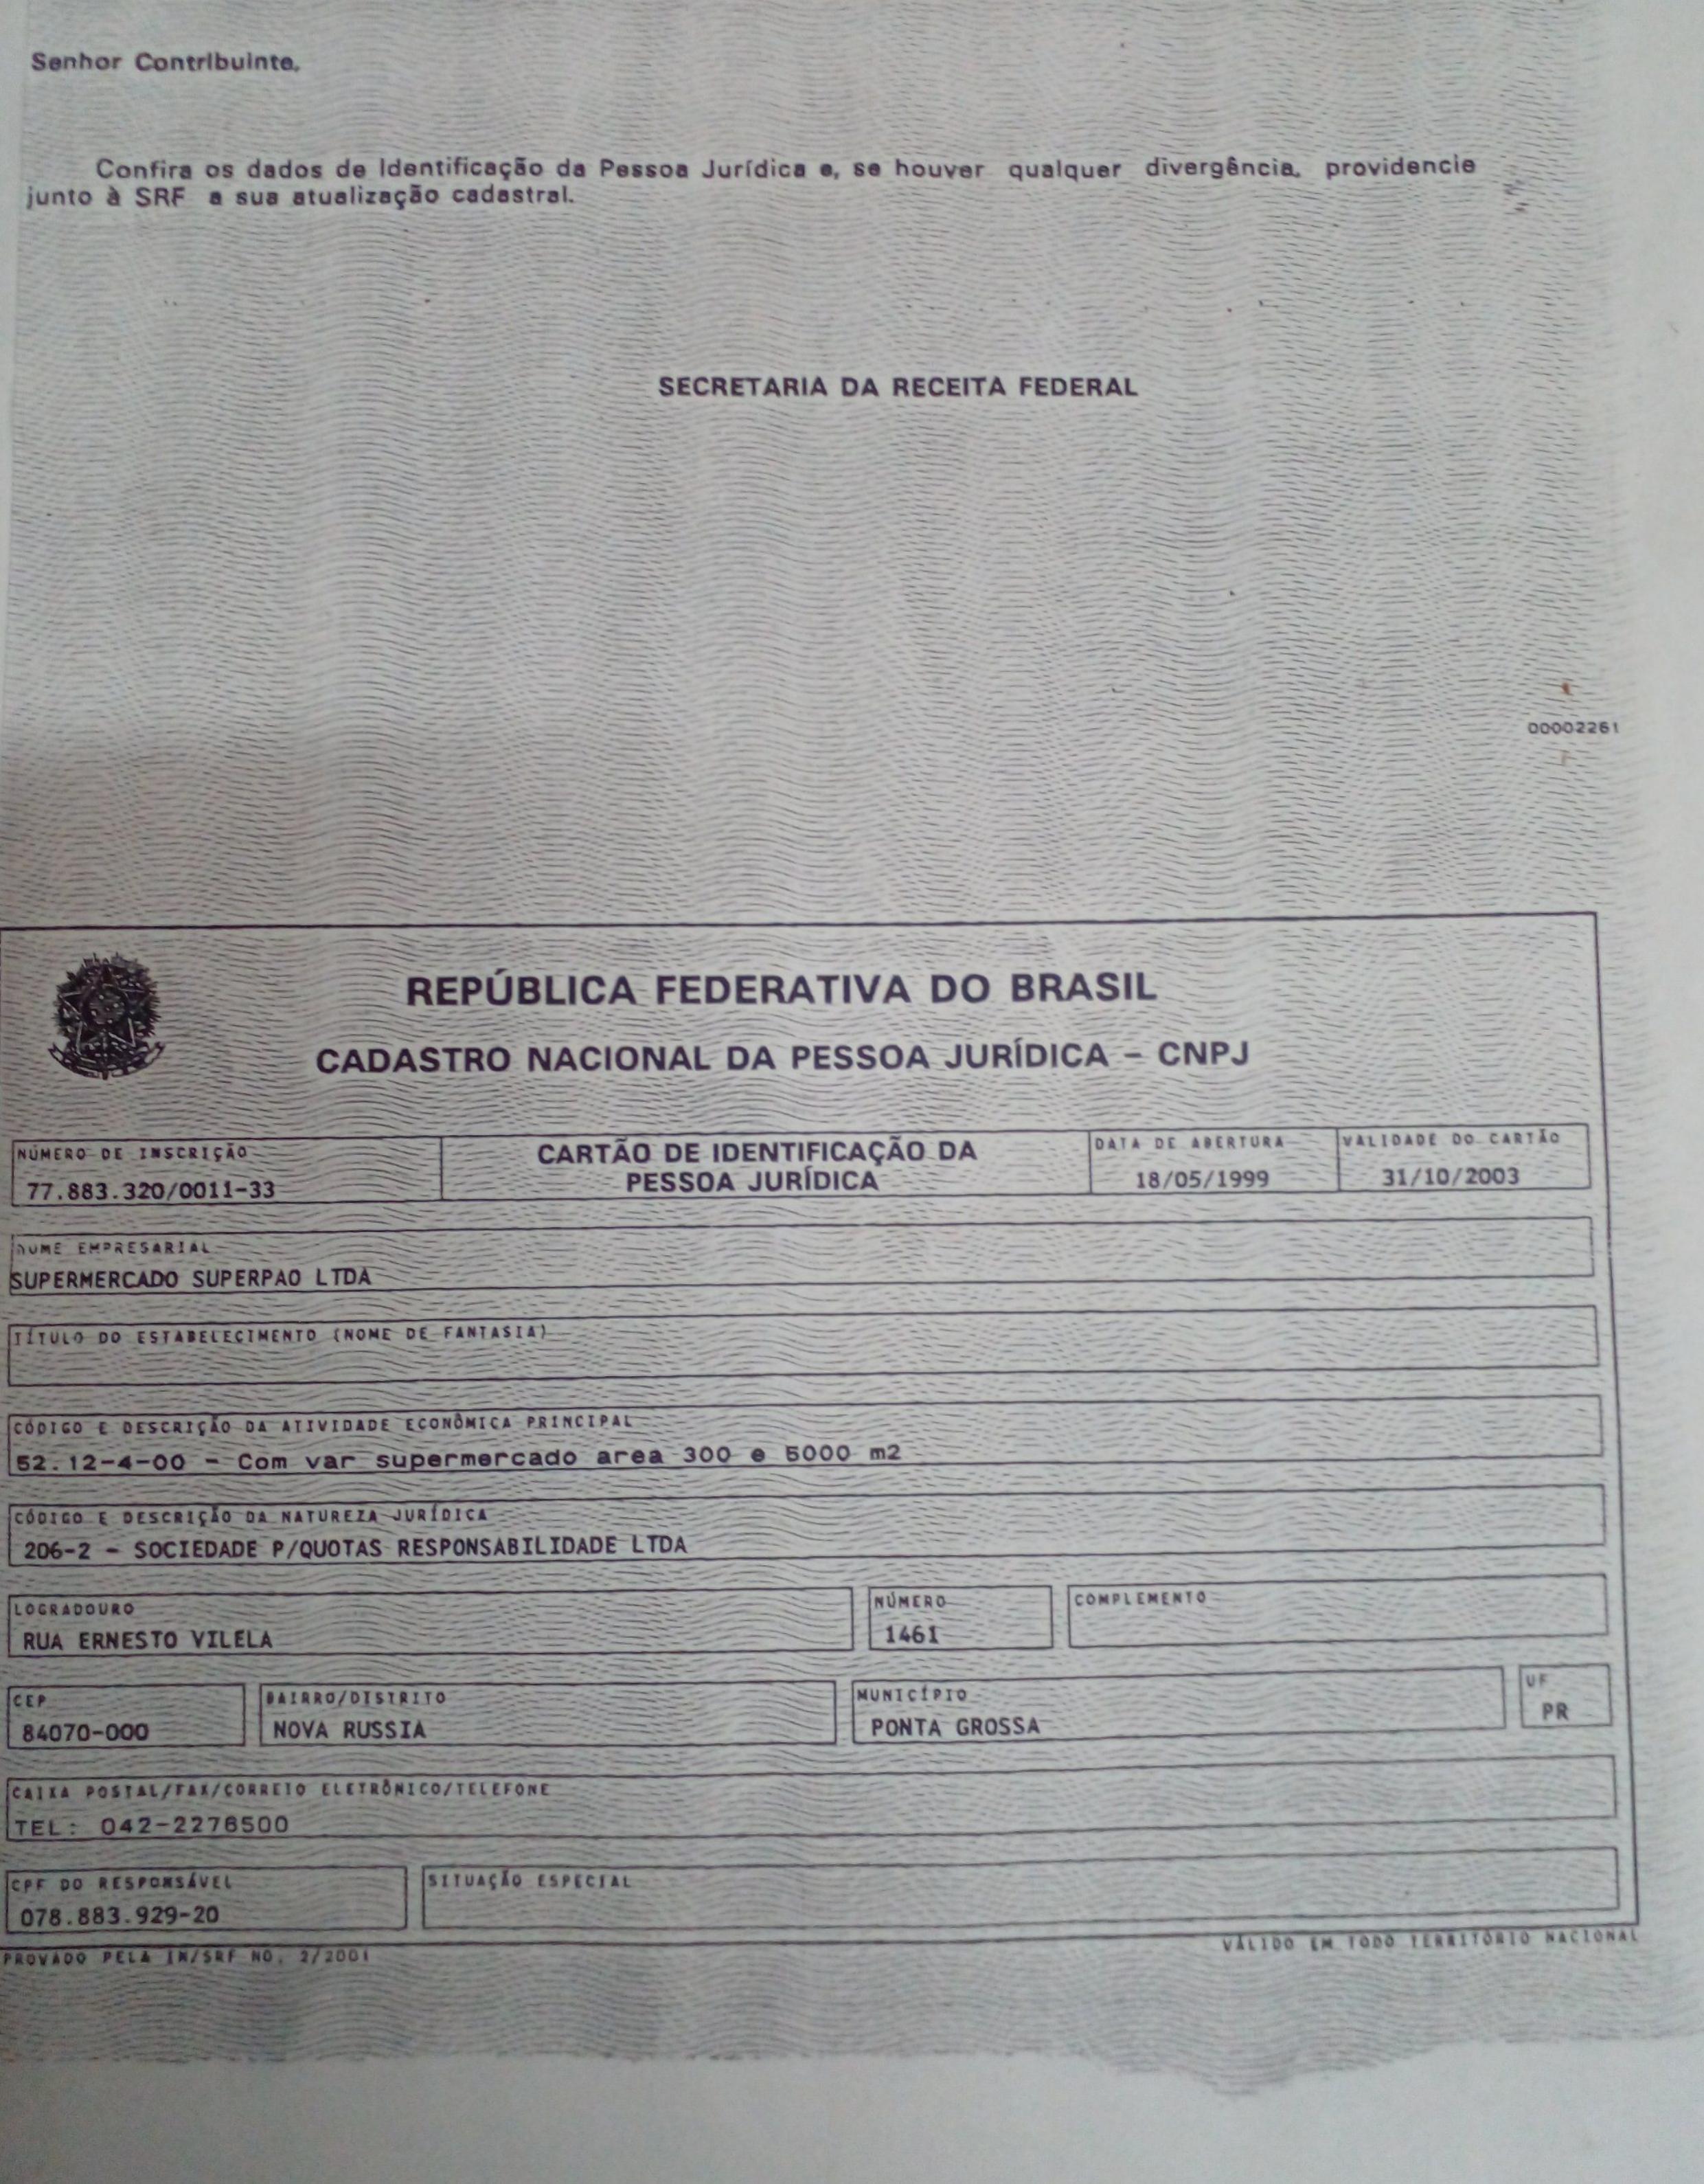 Senhor Contribuinte,
Confira os dados de Identificação da Pessoa Jurídica e, se houver qualquer divergência, providencie
junto à SRF a sua atualização cadastral.
SECRETARIA DA RECEITA FEDERAL
00002261
REPÚBLICA FEDERATIVA DO BRASIL
CADASTRO NACIONAL DA PESSOA JURÍDICA - CNPJ
NÚMERO DE INSCRIÇÃO
77.883.320/0011-33
CARTÃO DE IDENTIFICAÇÃO DA
PESSOA JURÍDICA
DATA DE ABERTURA
18/05/1999
VALIDADE DO CARTÃO
31/10/2003
NOME EMPRESARIAL
SUPERMERCADO SUPERPAO LTDA
TÍTULO DO ESTABELECIMENTO (NOME DE FANTASIA)
CÓDIGO E DESCRIÇÃO DA ATIVIDADE ECONÔMICA PRINCIPAL
52.12-4-00 - Com var supermercado area 300 e 5000 m2
CÓDIGO E DESCRIÇÃO DA NATUREZA JURÍDICA
206-2 - SOCIEDADE P/QUOTAS RESPONSABILIDADE LTDA
LOGRADOURO
RUA ERNESTO VILELA
NÚMERO
1461
COMPLEMENTO
CEP
84070-000
BAIRRO/DISTRITO
NOVA RUSSIA
MUNICÍPIO
PONTA GROSSA
UF
PR
CAIXA POSTAL/FAX/CORREIO ELETRÔNICO/TELEFONE
TEL: 042-2276500
CPF DO RESPONSÁVEL
078.883.929-20
SITUAÇÃO ESPECIAL
PROVADO PELA IN/SRF NO. 2/2001
VÁLIDO EM TODO TERRITÓRIO NACIONAL